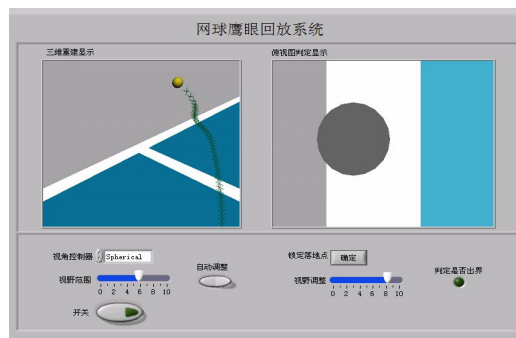 网球鹰眼回放系统
三维重建显示
俯视图判定显示
视角控制器 Spherical
视野范围
0 2 4 6 8 10
自动调整
开关
锁定落地点 确定
视野调整
0 2 4 6 8 10
判定是否出界